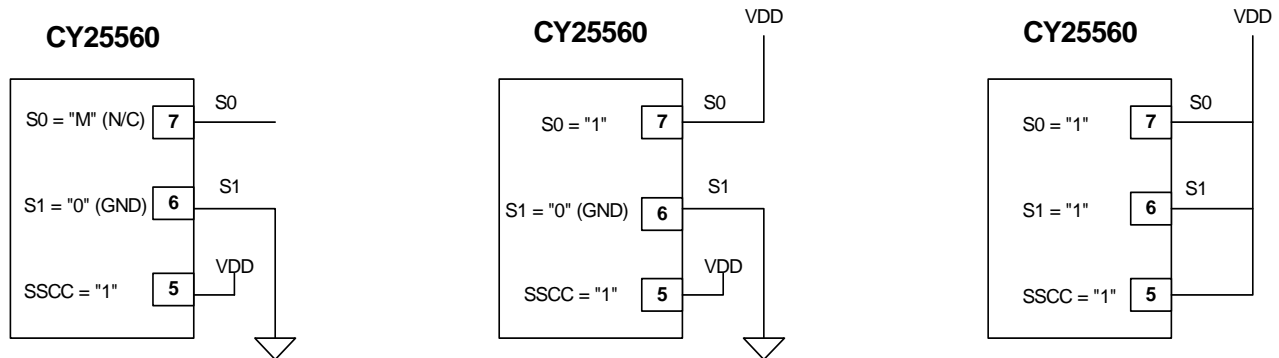 CY25560
S0 = "M" (N/C)
7
S0
S1 = "0" (GND)
6
S1
SSCC = "1"
5
VDD
CY25560
VDD
S0 = "1"
7
S0
S1 = "0" (GND)
6
S1
SSCC = "1"
5
VDD
CY25560
VDD
S0 = "1"
7
S0
S1 = "1"
6
S1
SSCC = "1"
5